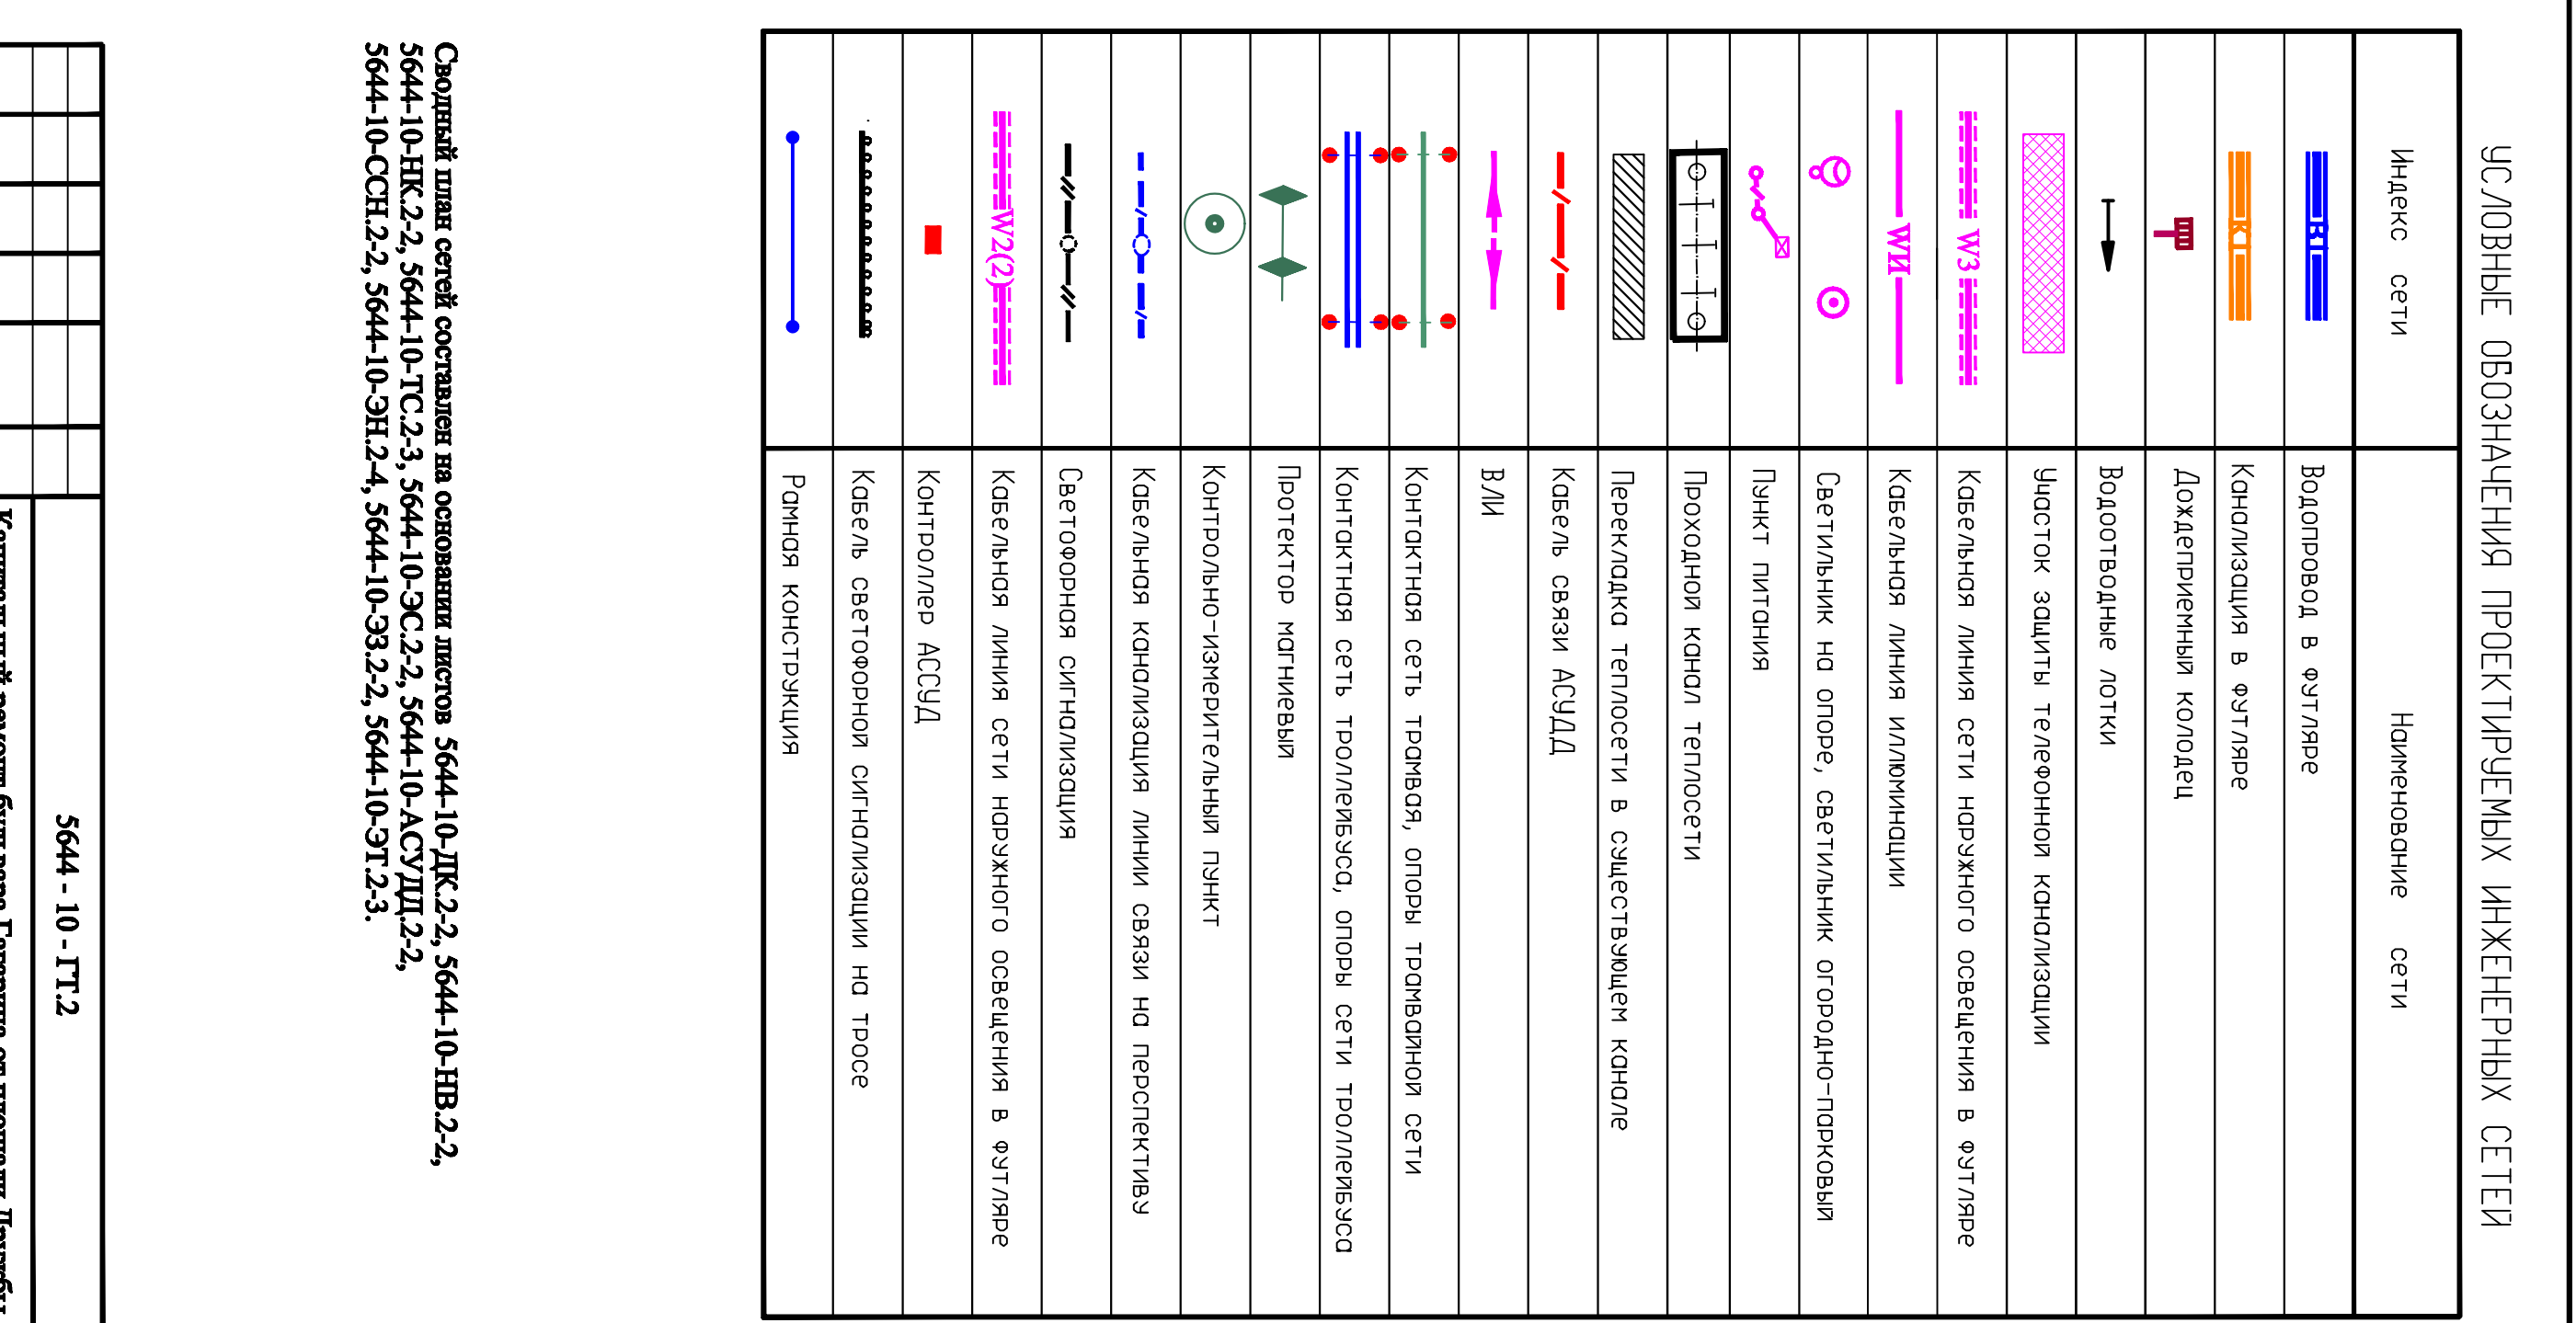 УСЛОВНЫЕ ОБОЗНАЧЕНИЯ ПРОЕКТИРУЕМЫХ ИНЖЕНЕРНЫХ СЕТЕЙ
Индекс сети Наименование сети
В1 Водопровод в футляре
К1 Канализация в футляре
Дождеприемный колодец
Водоотводные лотки
Участок защиты телефонной канализации
W3 Кабельная линия сети наружного освещения в футляре
WИ Кабельная линия иллюминации
Светильник на опоре, светильник огородно-парковый
Пункт питания
Проходной канал теплосети
Перекладка теплосети в существующем канале
Кабель связи АСУДД
ВЛИ
Контактная сеть трамвая, опоры трамвайной сети
Контактная сеть троллейбуса, опоры сети троллейбуса
Протектор магниевый
Контрольно-измерительный пункт
Кабельная канализация линии связи на перспективу
Светофорная сигнализация
W2(2) Кабельная линия сети наружного освещения в футляре
Контроллер АССУД
Кабель светофорной сигнализации на тросе
Рамная конструкция
Сводный план сетей составлен на основании листов 5644-10-ДК.2-2, 5644-10-НВ.2-2,
5644-10-НК.2-2, 5644-10-ТС.2-3, 5644-10-ЭС.2-2, 5644-10-АСУДД.2-2,
5644-10-ССН.2-2, 5644-10-ЭН.2-4, 5644-10-ЭЗ.2-2, 5644-10-ЭТ.2-3.
5644 - 10 - ГТ.2
Капитальный ремонт бульвара Гагарина от площади Дружбы